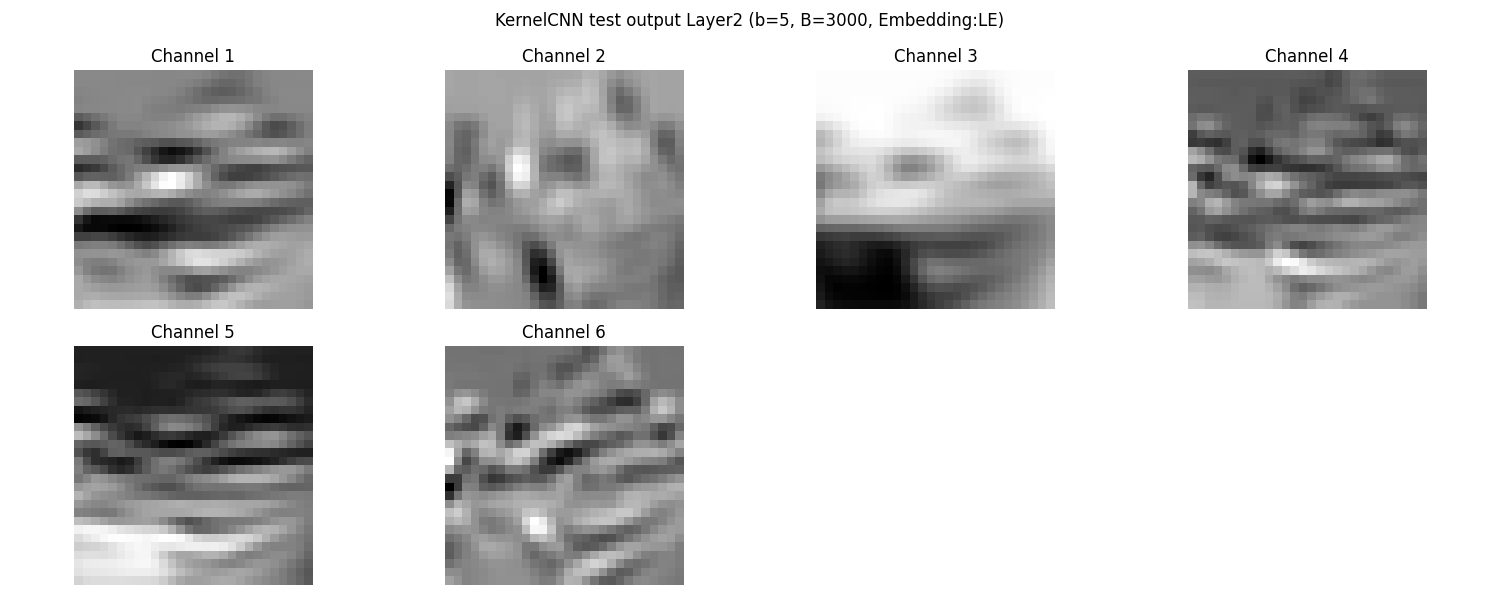 KernelCNN test output Layer2 (b=5, B=3000, Embedding:LE)
Channel 1
Channel 2
Channel 3
Channel 4
Channel 5
Channel 6